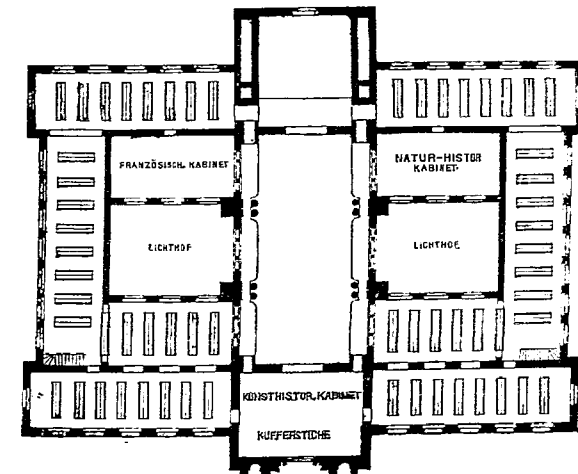 FRANZÖSISCH. KABINET
NATUR-HISTOR
KABINET.
LICHTHOF
LICHTHOF
KUNSTHISTOR. KABINET
KUPFERSTICHE